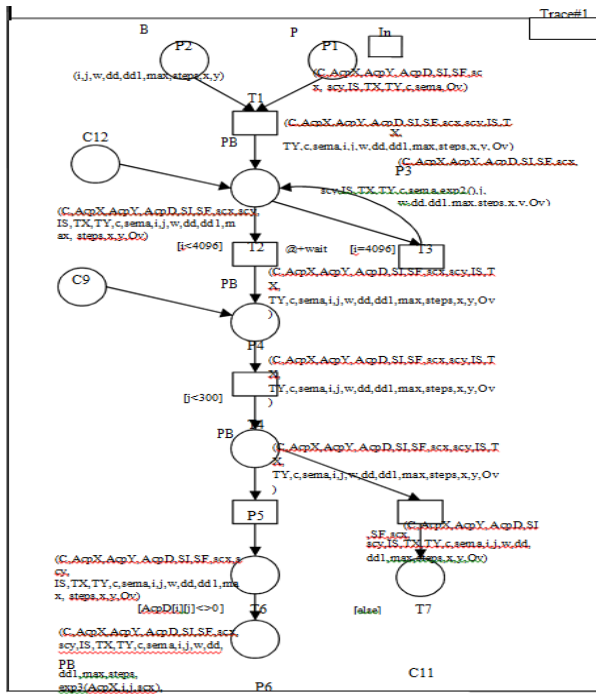 Trace#1
B
P
In
P2
P1
(i,j,w,dd,dd1,max,steps,x,y)
(C,AcpX,AcpY,AcpD,SI,SF,sc
x, scy,IS,TX,TY,c,sema,Ov)
T1
PB
(C,AcpX,AcpY,AcpD,SI,SF,scx,scy,IS,T
X,
TY,c,sema,i,j,w,dd,dd1,max,steps,x,y,Ov)
C12
(C,AcpX,AcpY,AcpD,SI,SF,scx,
P3
scy,IS,TX,TY,c,sema,exp2(),j,
w,dd,dd1,max,steps,x,y,Ov)
(C,AcpX,AcpY,AcpD,SI,SF,scx,scy,
IS,TX,TY,c,sema,i,j,w,dd,dd1,m
ax, steps,x,y,Ov)
[i<4096]
T2
@+wait
[i=4096]
T3
C9
PB
(C,AcpX,AcpY,AcpD,SI,SF,scx,scy,IS,T
X,
TY,c,sema,i,j,w,dd,dd1,max,steps,x,y,Ov
)
P4
(C,AcpX,AcpY,AcpD,SI,SF,scx,scy,IS,T
X,
TY,c,sema,i,j,w,dd,dd1,max,steps,x,y,Ov
)
[j<300]
T4
PB
(C,AcpX,AcpY,AcpD,SI,SF,scx,scy,IS,T
X,
TY,c,sema,i,j,w,dd,dd1,max,steps,x,y,Ov
)
P5
(C,AcpX,AcpY,AcpD,SI
,SF,scx,
scy,IS,TX,TY,c,sema,i,j,w,dd,
dd1,max,steps,x,y,Ov)
(C,AcpX,AcpY,AcpD,SI,SF,scx,s
cy,
IS,TX,TY,c,sema,i,j,w,dd,dd1,ma
x, steps,x,y,Ov)
[AcpD[i][j]<>0]
T6
[else]
T7
(C,AcpX,AcpY,AcpD,SI,SF,scx,
scy,IS,TX,TY,c,sema,i,j,w,dd,
PB
dd1,max,steps,
exp3(AcpX,i,j,scx),
C11
P6